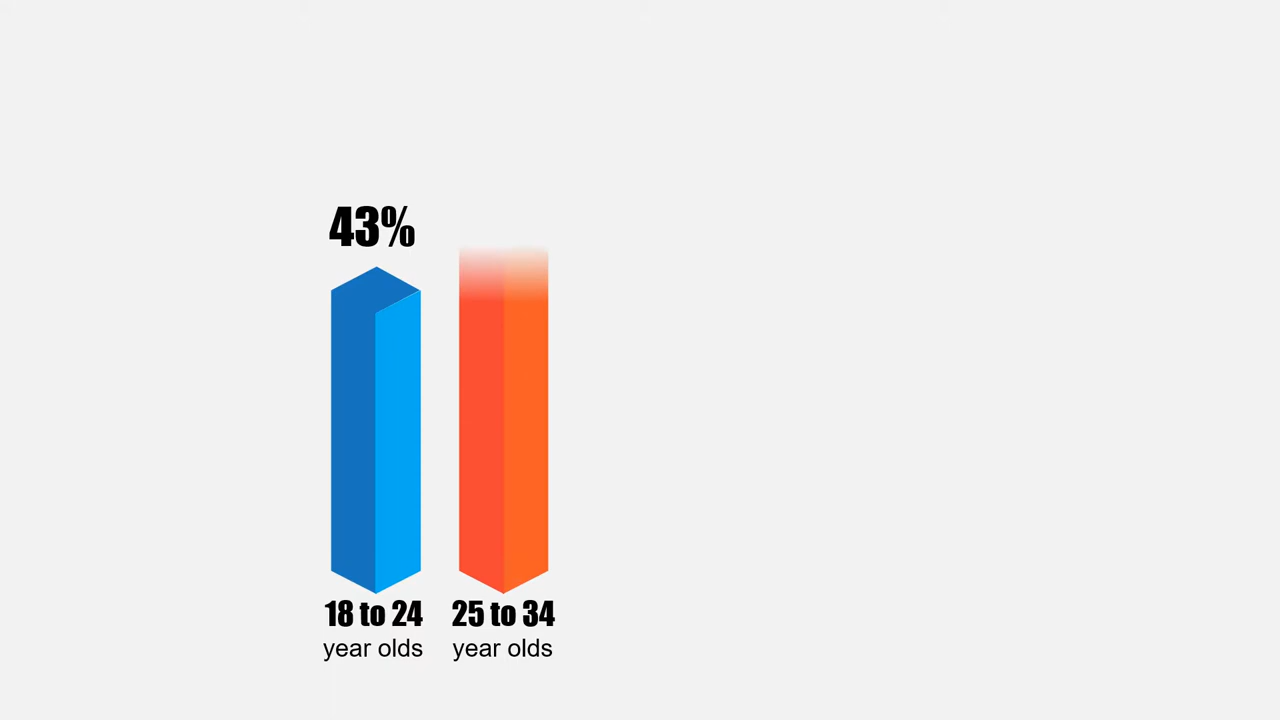 43%
18 to 24
year olds
25 to 34
year olds